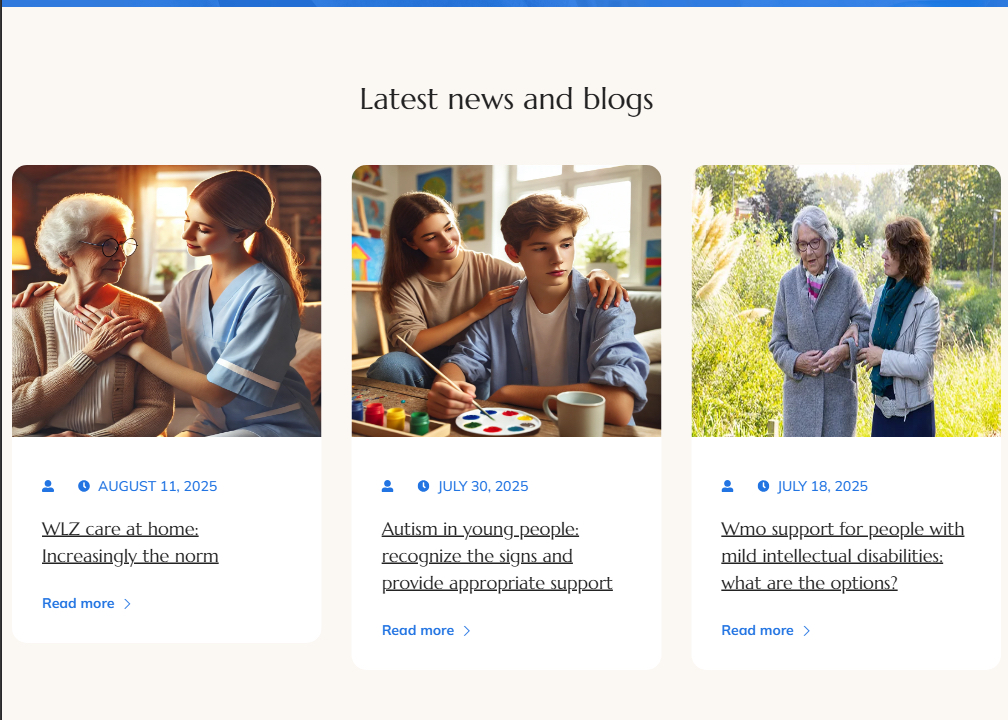 Latest news and blogs
AUGUST 11, 2025
WLZ care at home:
Increasingly the norm
Read more
JULY 30, 2025
Autism in young people:
recognize the signs and
provide appropriate support
Read more
JULY 18, 2025
Wmo support for people with
mild intellectual disabilities:
what are the options?
Read more